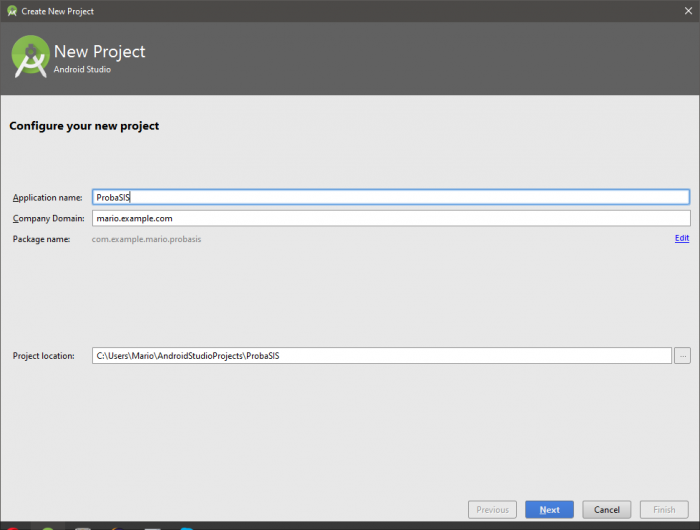 Create New Project
New Project
Android Studio
Configure your new project
Application name: ProbaSIS
Company Domain: mario.example.com
Package name: com.example.mario.probasis Edit
Project location: C:\Users\Mario\AndroidStudioProjects\ProbaSIS ...
Previous Next Cancel Finish